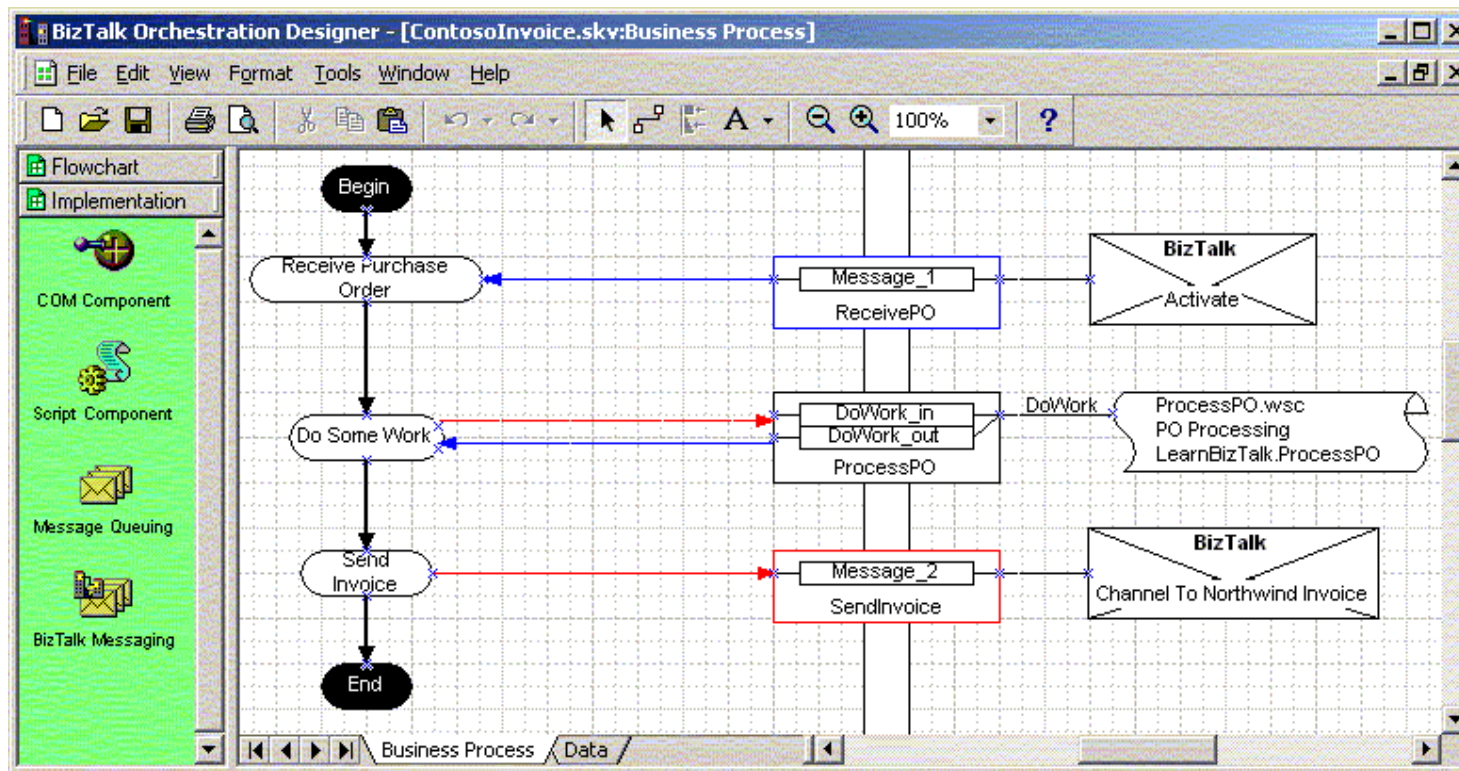 BizTalk Orchestration Designer - [ContosoInvoice.skv:Business Process]
File Edit View Format Tools Window Help
A 100% ?
Flowchart
Implementation
COM Component
Script Component
Message Queuing
BizTalk Messaging
Begin
Receive Purchase
Order
Message_1
ReceivePO
BizTalk
Activate
Do Some Work
DoWork_in
DoWork_out
ProcessPO
DoWork
ProcessPO.wsc
PO Processing
LearnBizTalk.ProcessPO
Send
Invoice
Message_2
SendInvoice
BizTalk
Channel To Northwind Invoice
End
Business Process Data